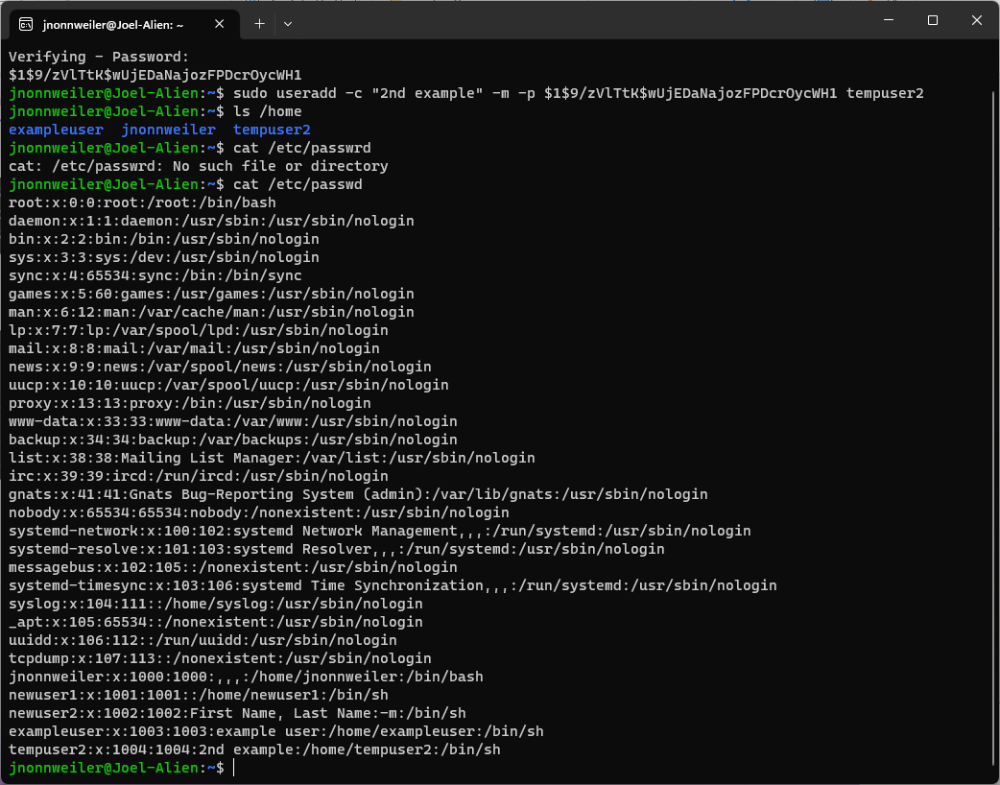 jnonnweiler@Joel-Alien: ~
Verifying - Password:
$1$9/zVlTtK$wUjEDaNajozFPDcrOycWH1
jnonnweiler@Joel-Alien:~$ sudo useradd -c "2nd example" -m -p $1$9/zVlTtK$wUjEDaNajozFPDcrOycWH1 tempuser2
jnonnweiler@Joel-Alien:~$ ls /home
exampleuser  jnonnweiler  tempuser2
jnonnweiler@Joel-Alien:~$ cat /etc/passwrd
cat: /etc/passwrd: No such file or directory
jnonnweiler@Joel-Alien:~$ cat /etc/passwd
root:x:0:0:root:/root:/bin/bash
daemon:x:1:1:daemon:/usr/sbin:/usr/sbin/nologin
bin:x:2:2:bin:/bin:/usr/sbin/nologin
sys:x:3:3:sys:/dev:/usr/sbin/nologin
sync:x:4:65534:sync:/bin:/bin/sync
games:x:5:60:games:/usr/games:/usr/sbin/nologin
man:x:6:12:man:/var/cache/man:/usr/sbin/nologin
lp:x:7:7:lp:/var/spool/lpd:/usr/sbin/nologin
mail:x:8:8:mail:/var/mail:/usr/sbin/nologin
news:x:9:9:news:/var/spool/news:/usr/sbin/nologin
uucp:x:10:10:uucp:/var/spool/uucp:/usr/sbin/nologin
proxy:x:13:13:proxy:/bin:/usr/sbin/nologin
www-data:x:33:33:www-data:/var/www:/usr/sbin/nologin
backup:x:34:34:backup:/var/backups:/usr/sbin/nologin
list:x:38:38:Mailing List Manager:/var/list:/usr/sbin/nologin
irc:x:39:39:ircd:/run/ircd:/usr/sbin/nologin
gnats:x:41:41:Gnats Bug-Reporting System (admin):/var/lib/gnats:/usr/sbin/nologin
nobody:x:65534:65534:nobody:/nonexistent:/usr/sbin/nologin
systemd-network:x:100:102:systemd Network Management,,,:/run/systemd:/usr/sbin/nologin
systemd-resolve:x:101:103:systemd Resolver,,,:/run/systemd:/usr/sbin/nologin
messagebus:x:102:105::/nonexistent:/usr/sbin/nologin
systemd-timesync:x:103:106:systemd Time Synchronization,,,:/run/systemd:/usr/sbin/nologin
syslog:x:104:111::/home/syslog:/usr/sbin/nologin
_apt:x:105:65534::/nonexistent:/usr/sbin/nologin
uuidd:x:106:112::/run/uuidd:/usr/sbin/nologin
tcpdump:x:107:113::/nonexistent:/usr/sbin/nologin
jnonnweiler:x:1000:1000:,,,:/home/jnonnweiler:/bin/bash
newuser1:x:1001:1001::/home/newuser1:/bin/sh
newuser2:x:1002:1002:First Name, Last Name:-m:/bin/sh
exampleuser:x:1003:1003:example user:/home/exampleuser:/bin/sh
tempuser2:x:1004:1004:2nd example:/home/tempuser2:/bin/sh
jnonnweiler@Joel-Alien:~$